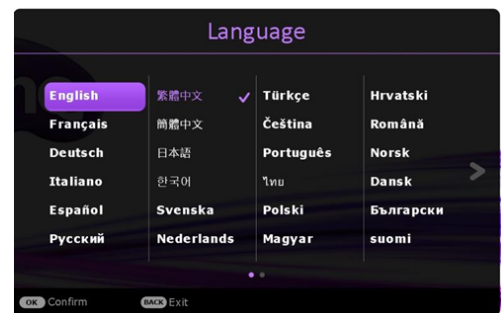 Language
English
Français
Deutsch
Italiano
Español
Русский
繁體中文
簡體中文
日本語
한국어
Svenska
Nederlands
Türkçe
Čeština
Português
ไทย
Polski
Magyar
Hrvatski
Română
Norsk
Dansk
Български
suomi
OK Confirm
BACK Exit